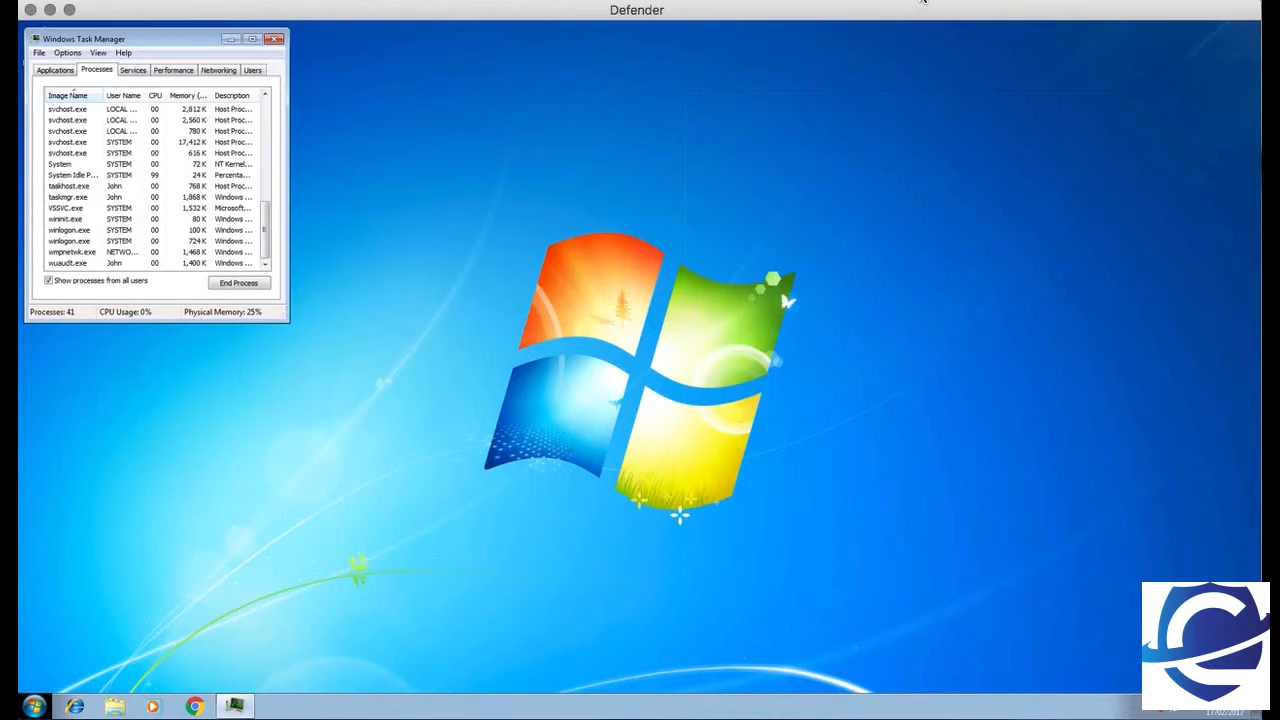 Defender
Windows Task Manager
File Options View Help
Applications Processes Services Performance Networking Users
Image Name User Name CPU Memory (... Description
svchost.exe LOCAL ... 00 2,812 K Host Proc...
svchost.exe LOCAL ... 00 2,560 K Host Proc...
svchost.exe LOCAL ... 00 780 K Host Proc...
svchost.exe SYSTEM 00 17,412 K Host Proc...
svchost.exe SYSTEM 00 616 K Host Proc...
System SYSTEM 00 72 K NT Kernel...
System Idle P... SYSTEM 99 24 K Percenta...
taskhost.exe John 00 768 K Host Proc...
taskmgr.exe John 00 1,868 K Windows ...
VSSVC.exe SYSTEM 00 1,532 K Microsoft...
wininit.exe SYSTEM 00 80 K Windows ...
winlogon.exe SYSTEM 00 100 K Windows ...
winlogon.exe SYSTEM 00 724 K Windows ...
wmpnetwk.exe NETWO... 00 1,468 K Windows ...
wuaudt.exe John 00 1,400 K Windows ...
Show processes from all users End Process
Processes: 41 CPU Usage: 0% Physical Memory: 25%